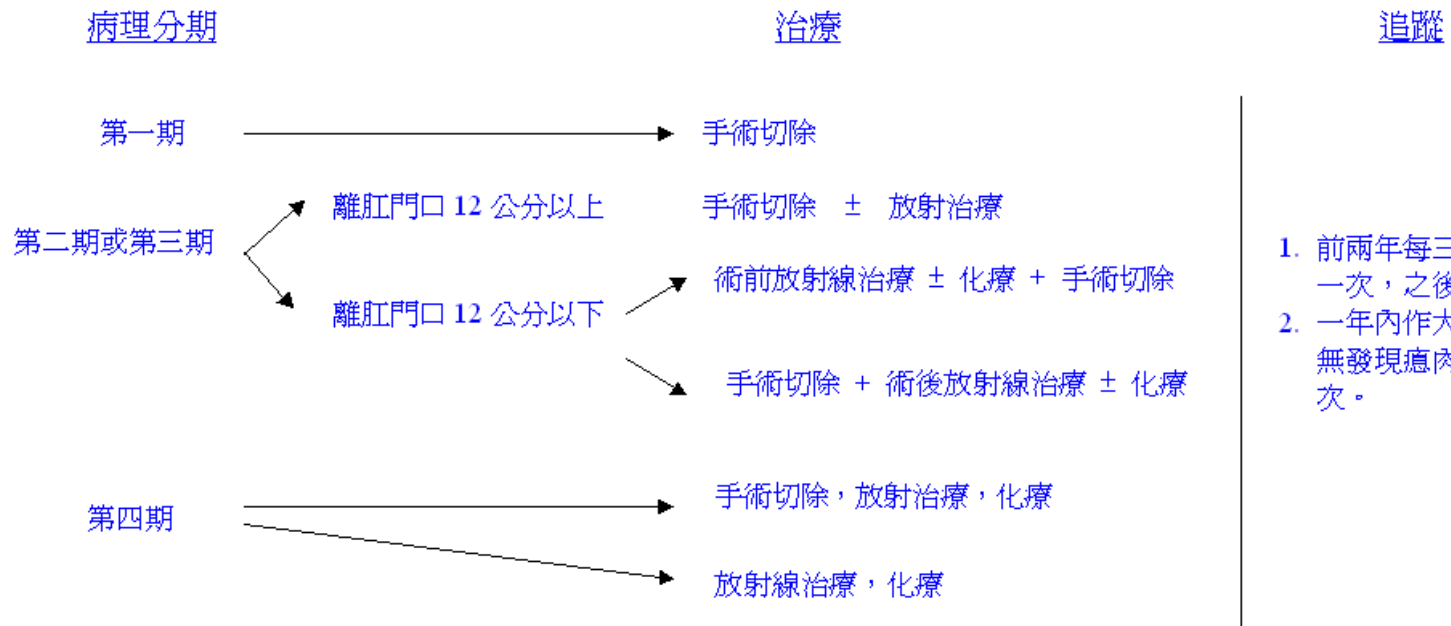 病理分期 治療 追蹤
第一期 手術切除
離肛門口 12 公分以上 手術切除 ± 放射治療
第二期或第三期
離肛門口 12 公分以下
術前放射線治療 ± 化療 + 手術切除
手術切除 + 術後放射線治療 ± 化療
第四期
手術切除,放射治療,化療
放射線治療,化療
1. 前兩年每三
一次,之後
2. 一年內作大
無發現瘜肉
次。